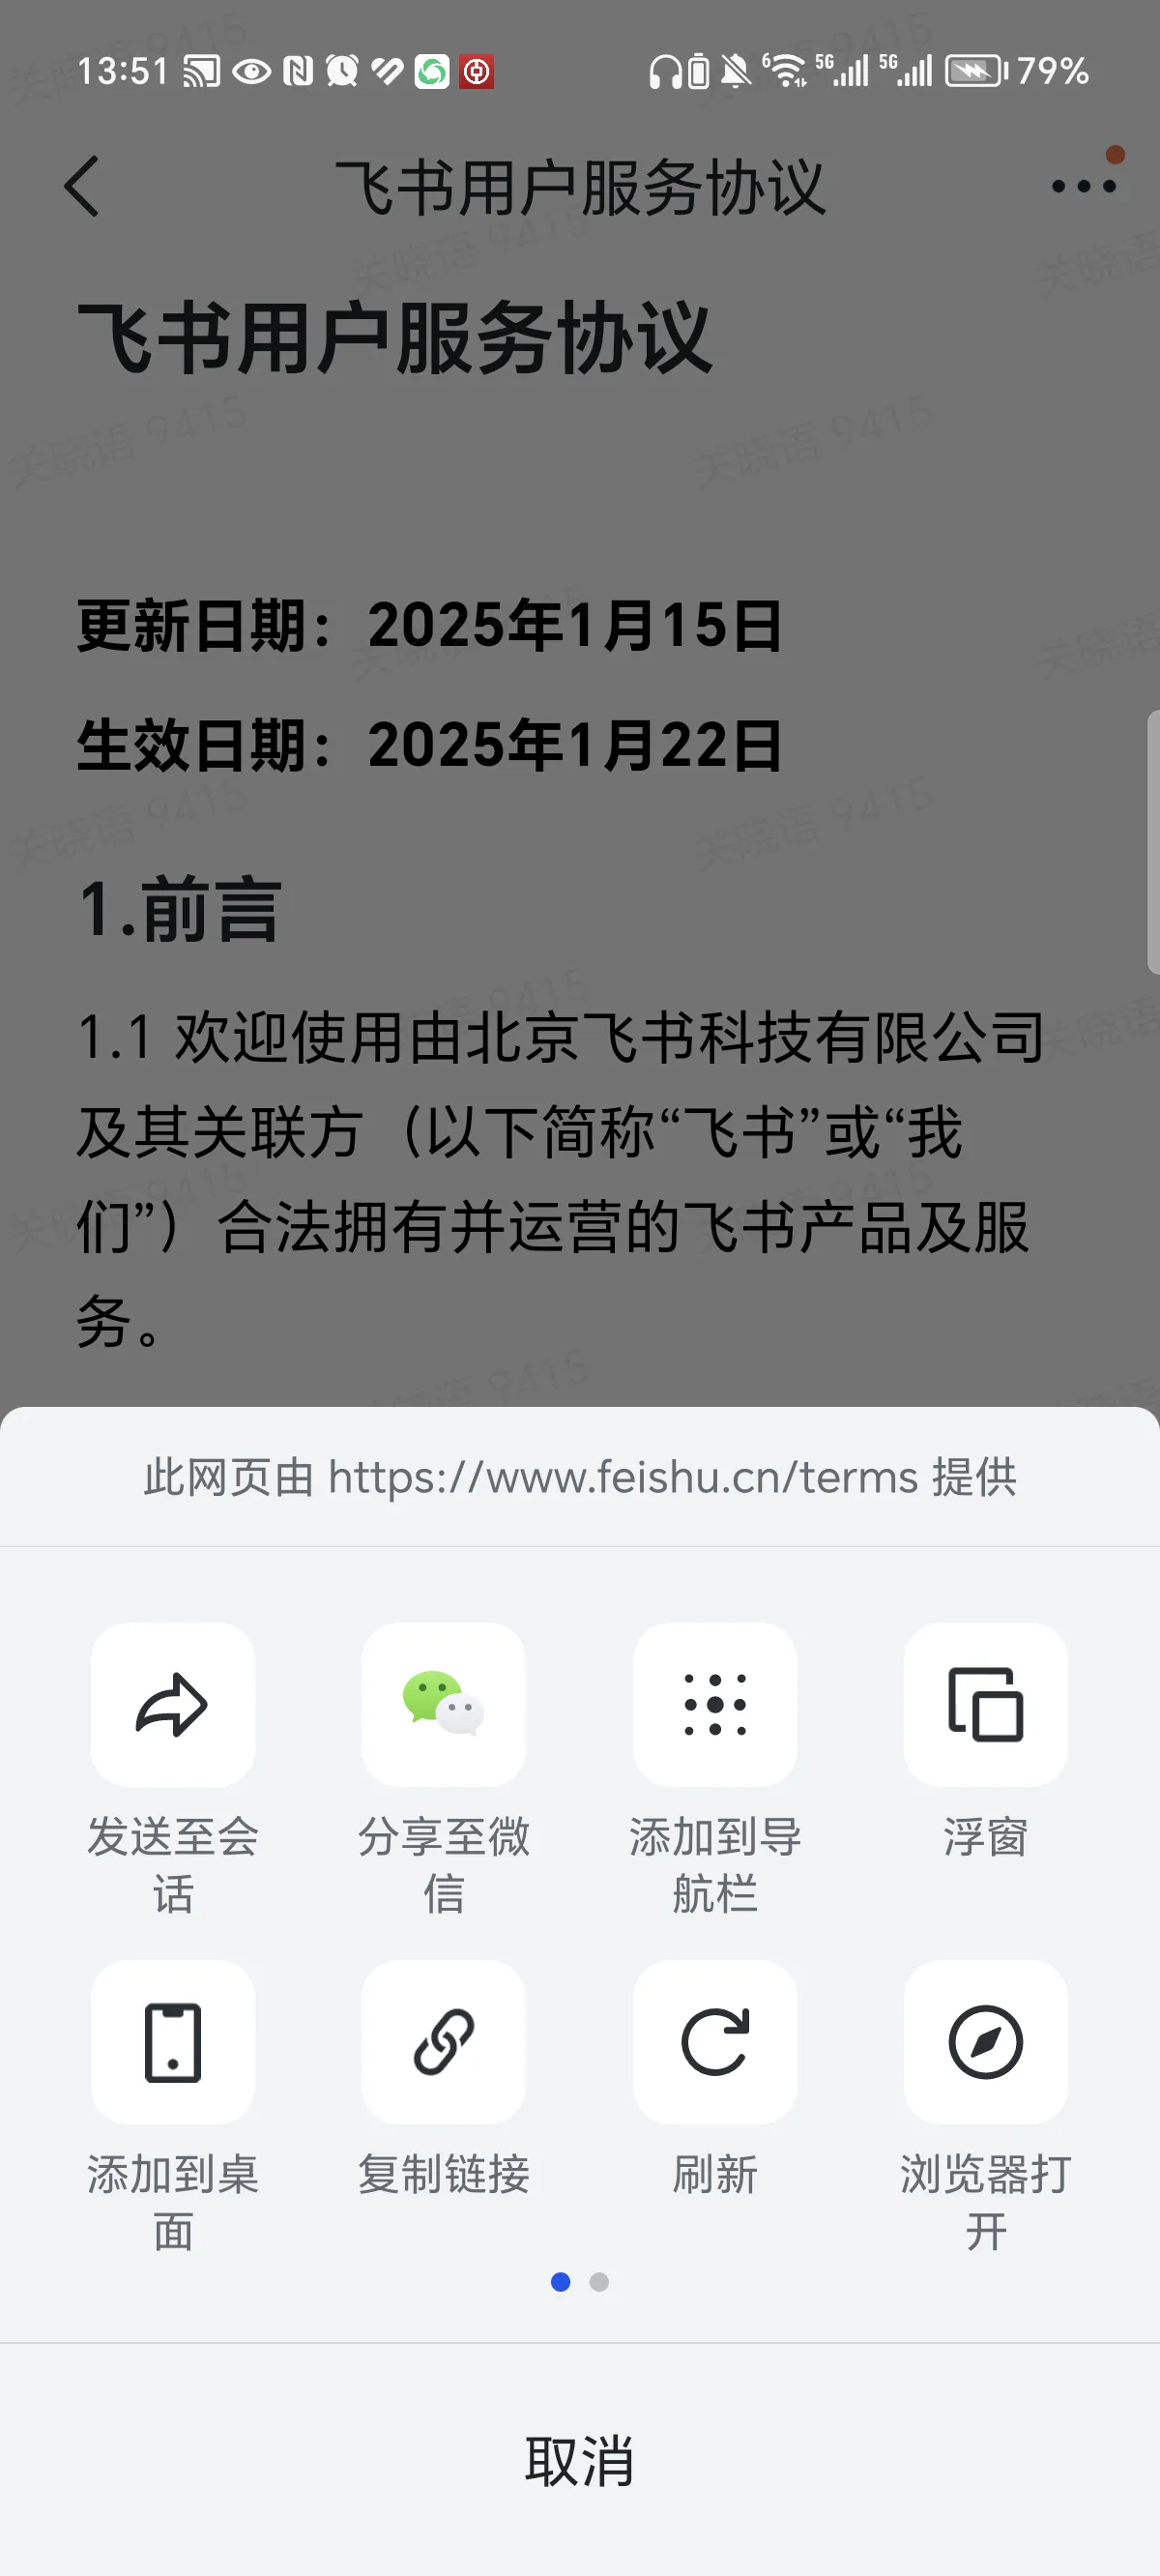 13:51
6 5G 5G 79%
飞书用户服务协议
飞书用户服务协议
更新日期：2025年1月15日
生效日期：2025年1月22日
1.前言
1.1 欢迎使用由北京飞书科技有限公司
及其关联方（以下简称“飞书”或“我
们”）合法拥有并运营的飞书产品及服
务。
关晓语 9415
此网页由 https://www.feishu.cn/terms 提供
发送至会
话
分享至微
信
添加到导
航栏
浮窗
添加到桌
面
复制链接
刷新
浏览器打
开
取消